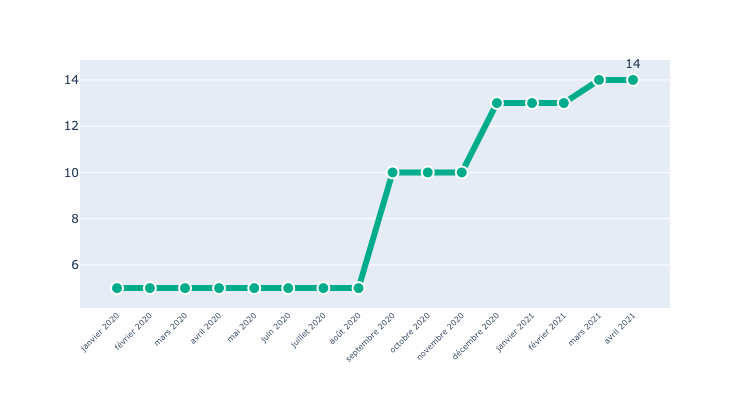 14
14
12
10
8
6
janvier 2020
février 2020
mars 2020
avril 2020
mai 2020
juin 2020
juillet 2020
août 2020
septembre 2020
octobre 2020
novembre 2020
décembre 2020
janvier 2021
février 2021
mars 2021
avril 2021